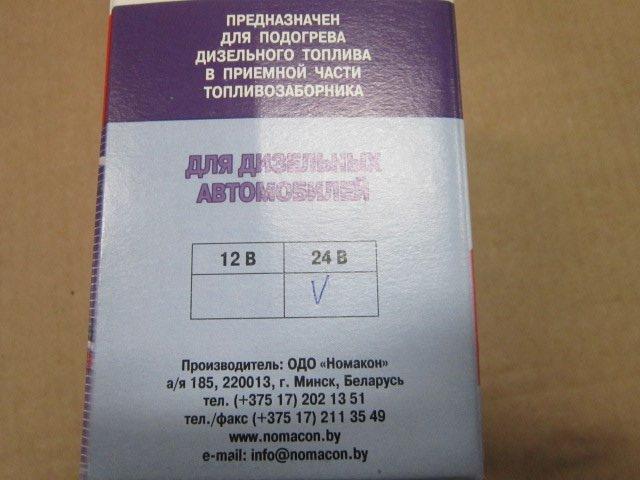 ПРЕДНАЗНАЧЕН
ДЛЯ ПОДОГРЕВА
ДИЗЕЛЬНОГО ТОПЛИВА
В ПРИЕМНОЙ ЧАСТИ
ТОПЛИВОЗАБОРНИКА
ДЛЯ ДИЗЕЛЬНЫХ
АВТОМОБИЛЕЙ
12 В 24 В
V
Производитель: ОДО «Номакон»
а/я 185, 220013, г. Минск, Беларусь
тел. (+375 17) 202 13 51
тел./факс (+375 17) 211 35 49
www.nomacon.by
e-mail: info@nomacon.by